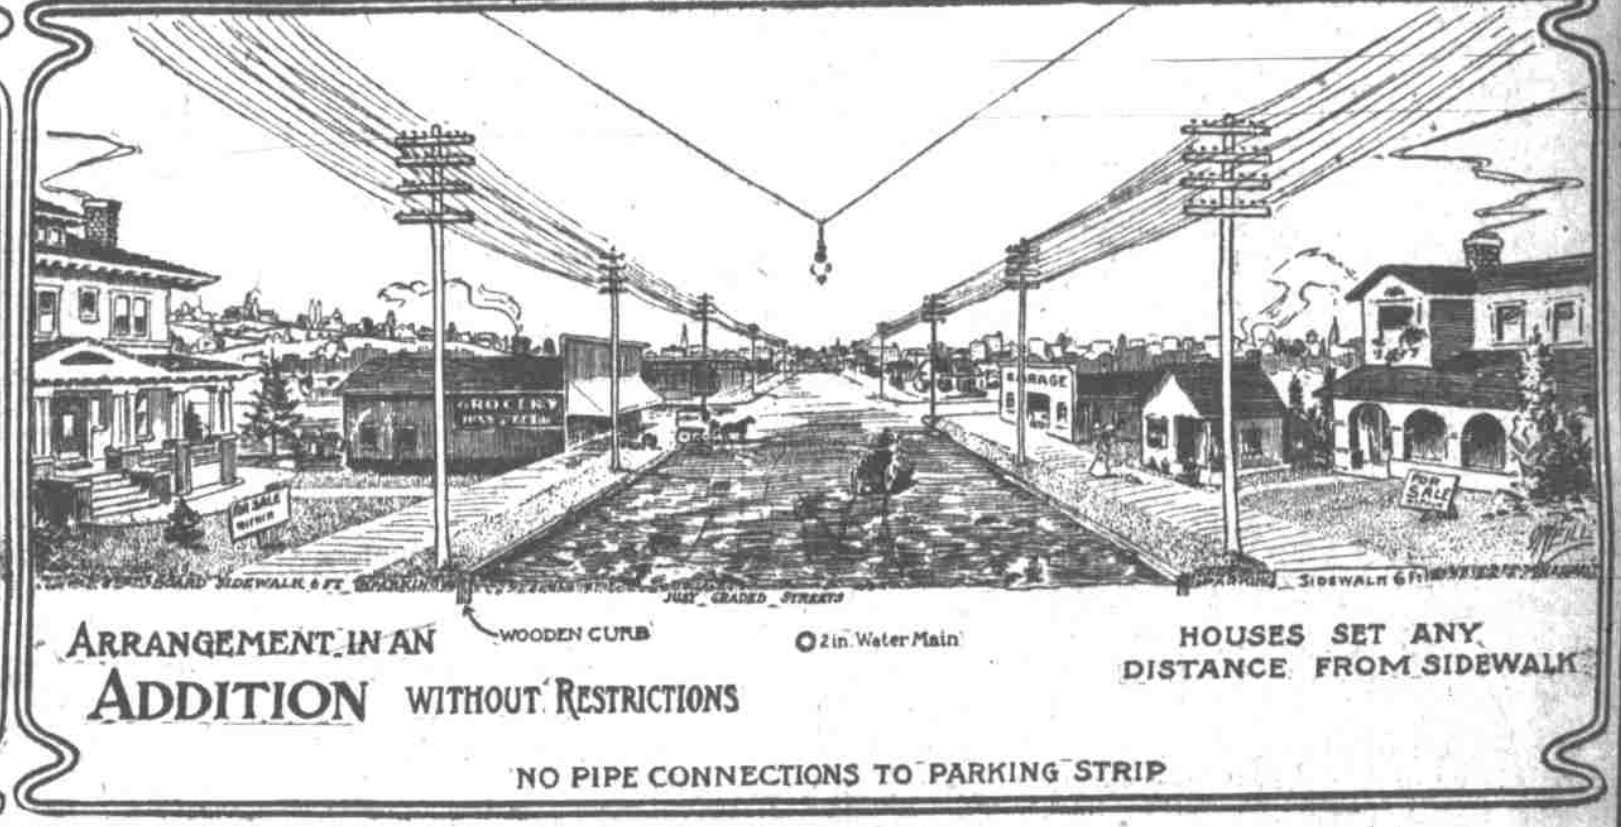 GROCERY
GARAGE
FOR SALE
FOR
SALE
BOARD SIDEWALK 6 FT PARKING
JUST GRADED STREETS
PARKING SIDEWALK 6 FT
WOODEN CURB
2 in. Water Main
ARRANGEMENT IN AN
ADDITION WITHOUT RESTRICTIONS
HOUSES SET ANY
DISTANCE FROM SIDEWALK
NO PIPE CONNECTIONS TO PARKING STRIP